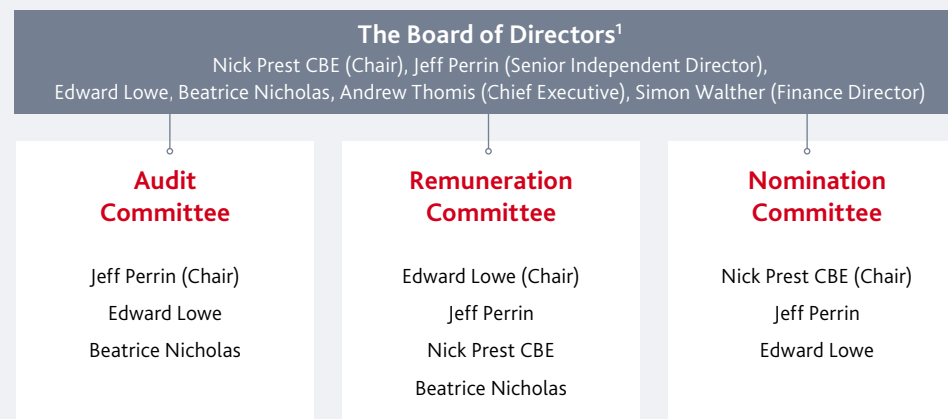 The Board of Directors¹
Nick Prest CBE (Chair), Jeff Perrin (Senior Independent Director),
Edward Lowe, Beatrice Nicholas, Andrew Thomis (Chief Executive), Simon Walther (Finance Director)
Audit
Committee
Jeff Perrin (Chair)
Edward Lowe
Beatrice Nicholas
Remuneration
Committee
Edward Lowe (Chair)
Jeff Perrin
Nick Prest CBE
Beatrice Nicholas
Nomination
Committee
Nick Prest CBE (Chair)
Jeff Perrin
Edward Lowe